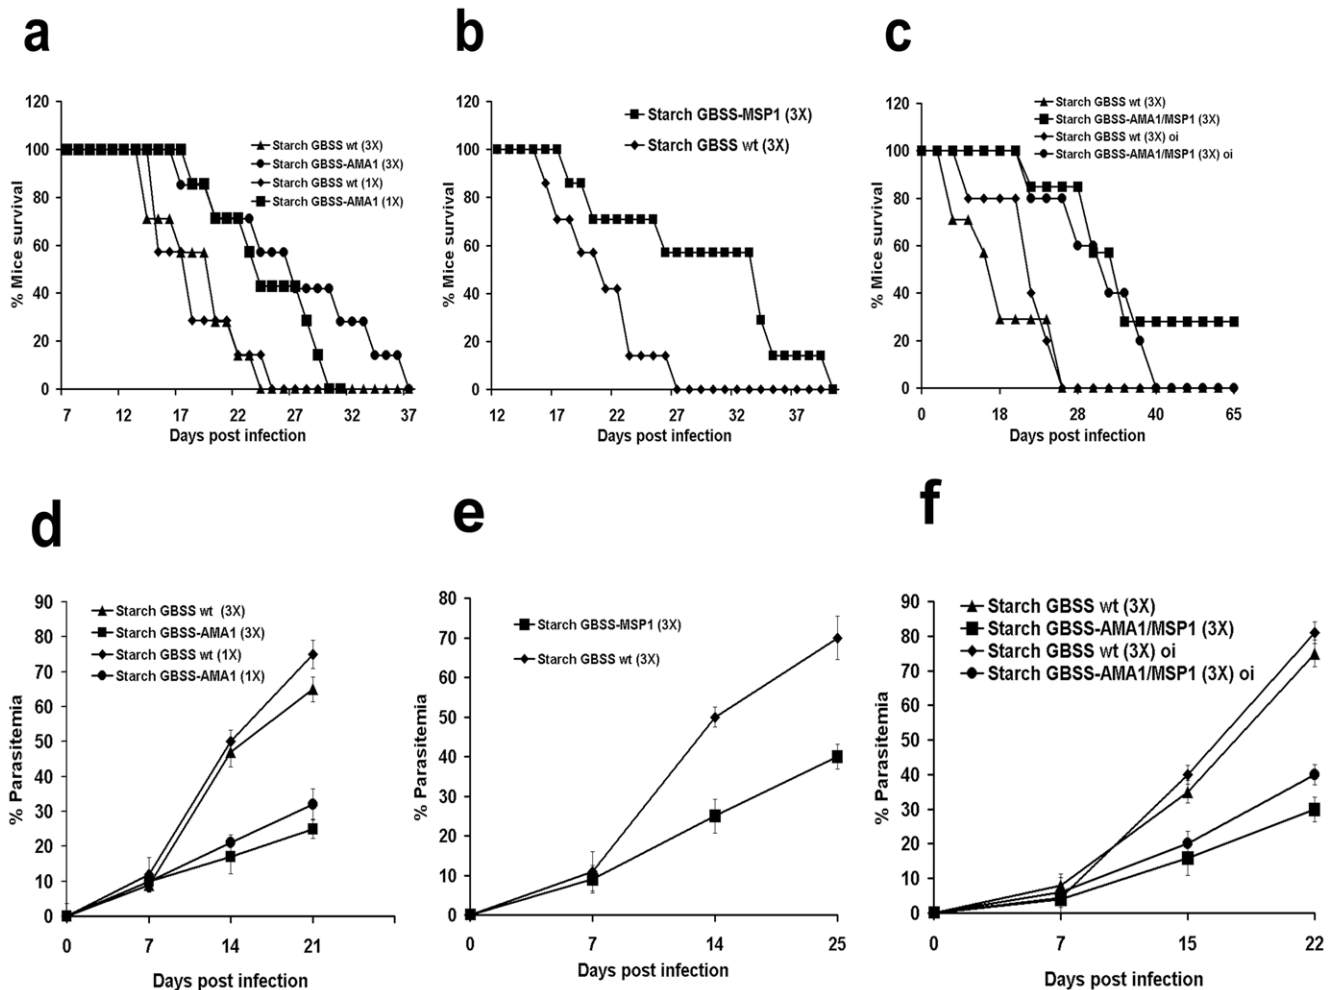 a
120
100
80
60
40
20
0
% Mice survival
Starch GBSS wt (3X)
Starch GBSS-AMA1 (3X)
Starch GBSS wt (1X)
Starch GBSS-AMA1 (1X)
7 12 17 22 27 32 37
Days post infection
b
120
100
80
60
40
20
0
% Mice survival
Starch GBSS-MSP1 (3X)
Starch GBSS wt (3X)
12 17 22 27 32 37
Days post infection
c
120
100
80
60
40
20
0
% Mice survival
Starch GBSS wt (3X)
Starch GBSS-AMA1/MSP1 (3X)
Starch GBSS wt (3X) oi
Starch GBSS-AMA1/MSP1 (3X) oi
0 18 28 40 65
Days post infection
d
90
80
70
60
50
40
30
20
10
0
% Parasitemia
Starch GBSS wt (3X)
Starch GBSS-AMA1 (3X)
Starch GBSS wt (1X)
Starch GBSS-AMA1 (1X)
0 7 14 21
Days post infection
e
80
70
60
50
40
30
20
10
0
% Parasitemia
Starch GBSS-MSP1 (3X)
Starch GBSS wt (3X)
0 7 14 25
Days post infection
f
90
80
70
60
50
40
30
20
10
0
% Parasitemia
Starch GBSS wt (3X)
Starch GBSS-AMA1/MSP1 (3X)
Starch GBSS wt (3X) oi
Starch GBSS-AMA1/MSP1 (3X) oi
0 7 15 22
Days post infection